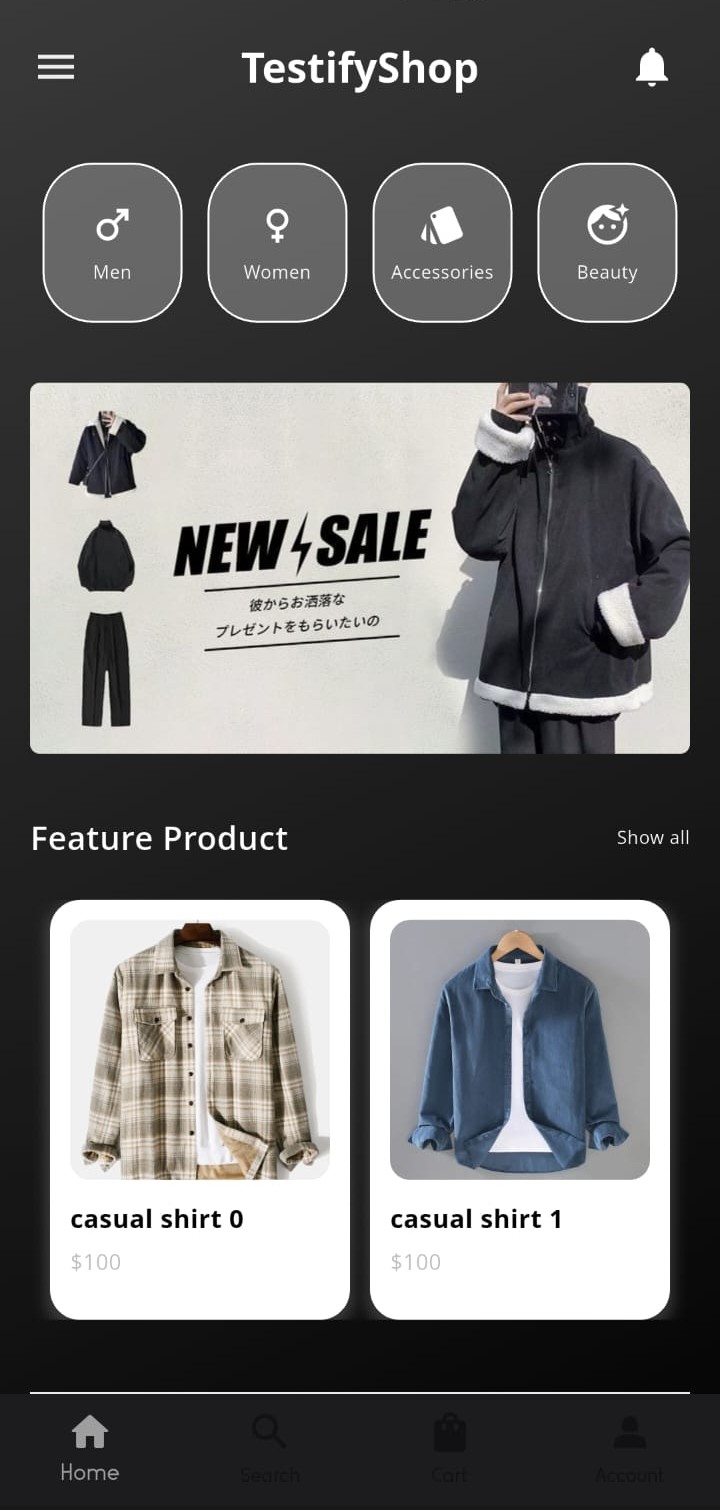 TestifyShop
Men
Women
Accessories
Beauty
NEW SALE
彼からお洒落な
プレゼントをもらいたいの
Feature Product
Show all
casual shirt 0
$100
casual shirt 1
$100
Home
Search
Cart
Account